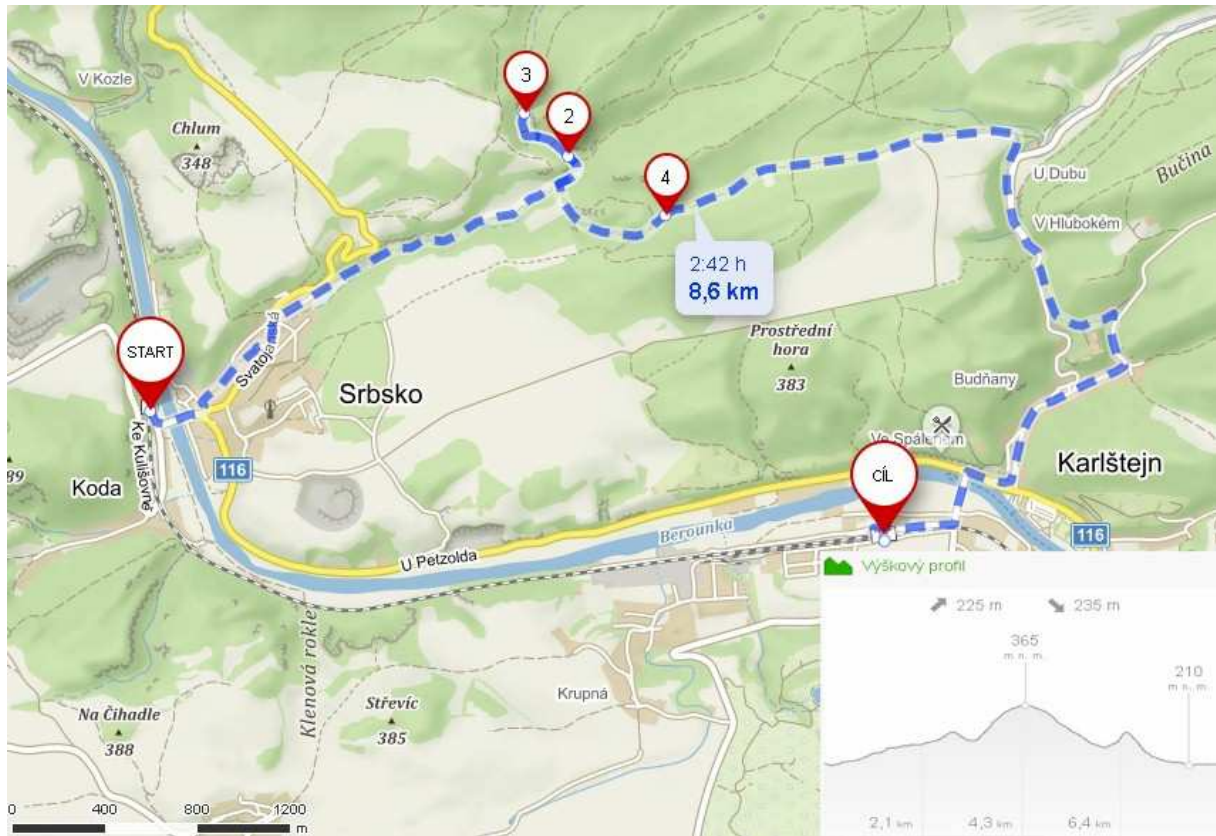 V Kozle
Chlum
348
3
2
4
U Dubu
Bučina
V Hlubokém
2:42 h
8,6 km
START
Svatojanská
Srbsko
Prostřední
hora
383
Budňany
Ve Spáleném
Karlštejn
Ke Kulišovně
116
Koda
89
CÍL
Berounka
U Petzolda
116
Klenová rokle
Krupná
Střevíc
385
Na Čihadle
388
0 400 800 1200
m
Výškový profil
225 m 235 m
365
m n. m.
210
m n. m.
2,1 km 4,3 km 6,4 km